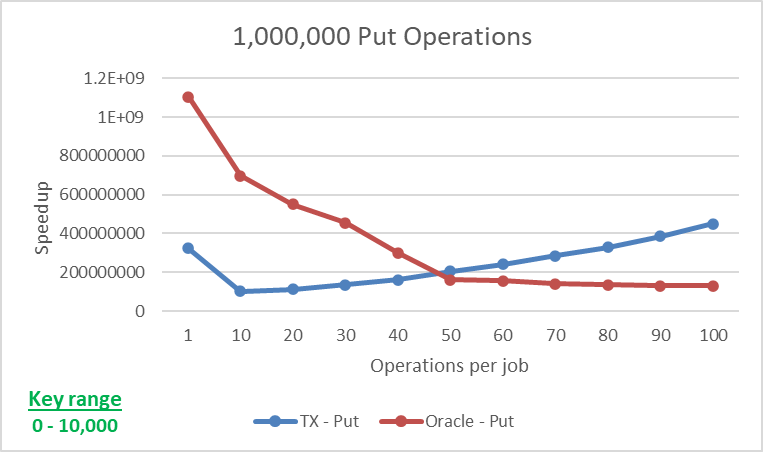 1,000,000 Put Operations
1.2E+09
1E+09
800000000
600000000
400000000
200000000
0
Speedup
1 10 20 30 40 50 60 70 80 90 100
Operations per job
Key range
0 - 10,000
TX - Put Oracle - Put